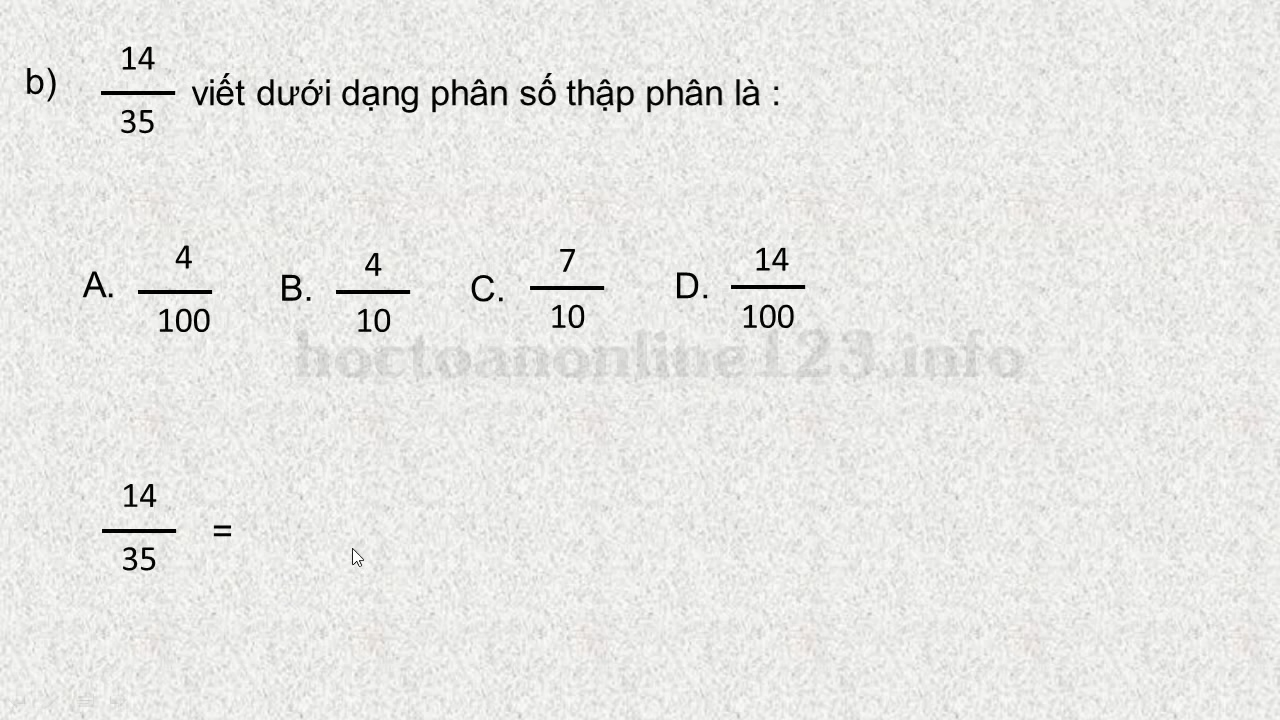 b) 14/35 viết dưới dạng phân số thập phân là :
A. 4/100 B. 4/10 C. 7/10 D. 14/100
hoctoanonline123.info
14/35 =